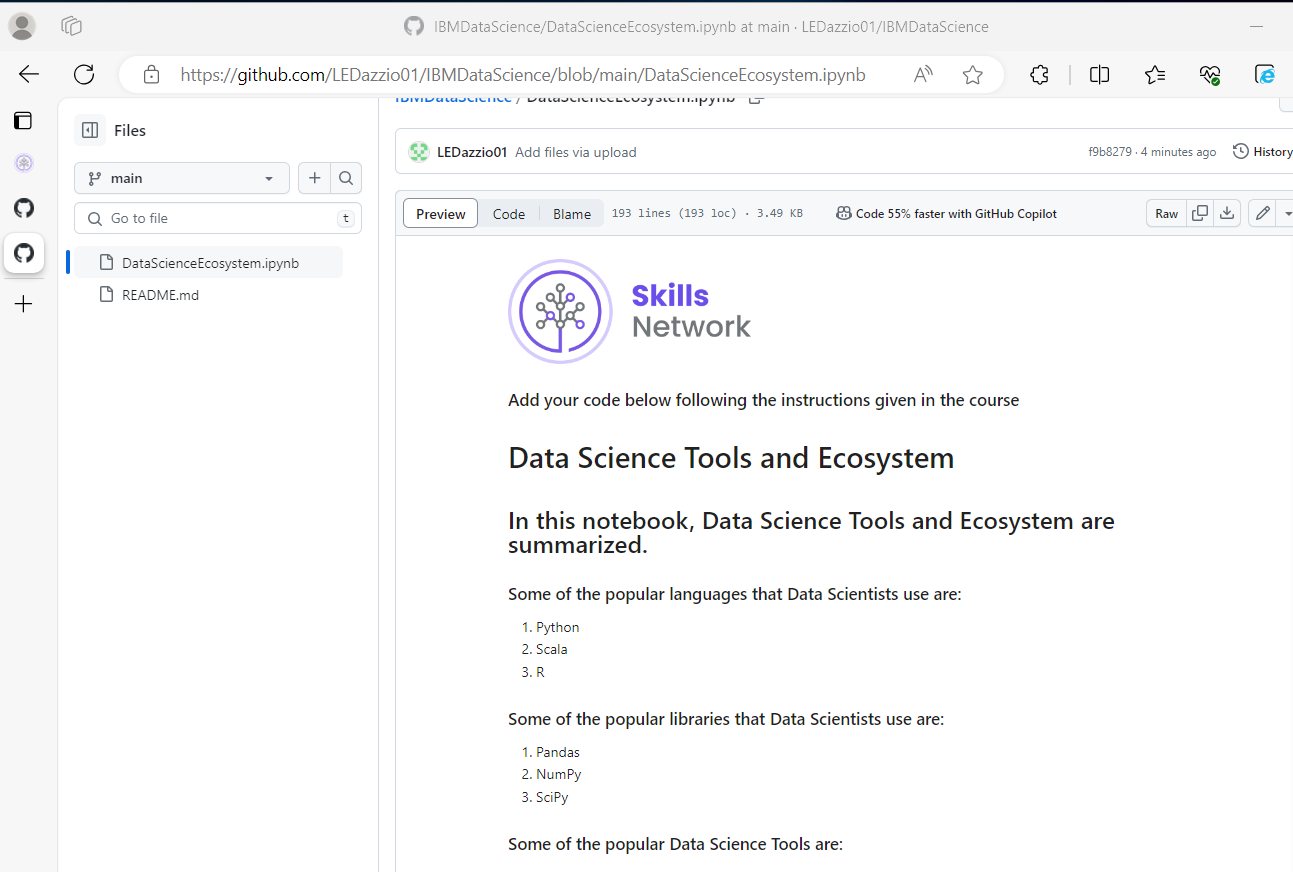 IBMDataScience/DataScienceEcosystem.ipynb at main · LEDazzio01/IBMDataScience
https://github.com/LEDazzio01/IBMDataScience/blob/main/DataScienceEcosystem.ipynb
Files
main
Go to file
t
DataScienceEcosystem.ipynb
README.md
IBMDataScience / DataScienceEcosystem.ipynb
LEDazzio01 Add files via upload
f9b8279 · 4 minutes ago
History
Preview
Code
Blame
193 lines (193 loc) · 3.49 KB
Code 55% faster with GitHub Copilot
Raw
Skills
Network
Add your code below following the instructions given in the course
Data Science Tools and Ecosystem
In this notebook, Data Science Tools and Ecosystem are
summarized.
Some of the popular languages that Data Scientists use are:
1. Python
2. Scala
3. R
Some of the popular libraries that Data Scientists use are:
1. Pandas
2. NumPy
3. SciPy
Some of the popular Data Science Tools are: